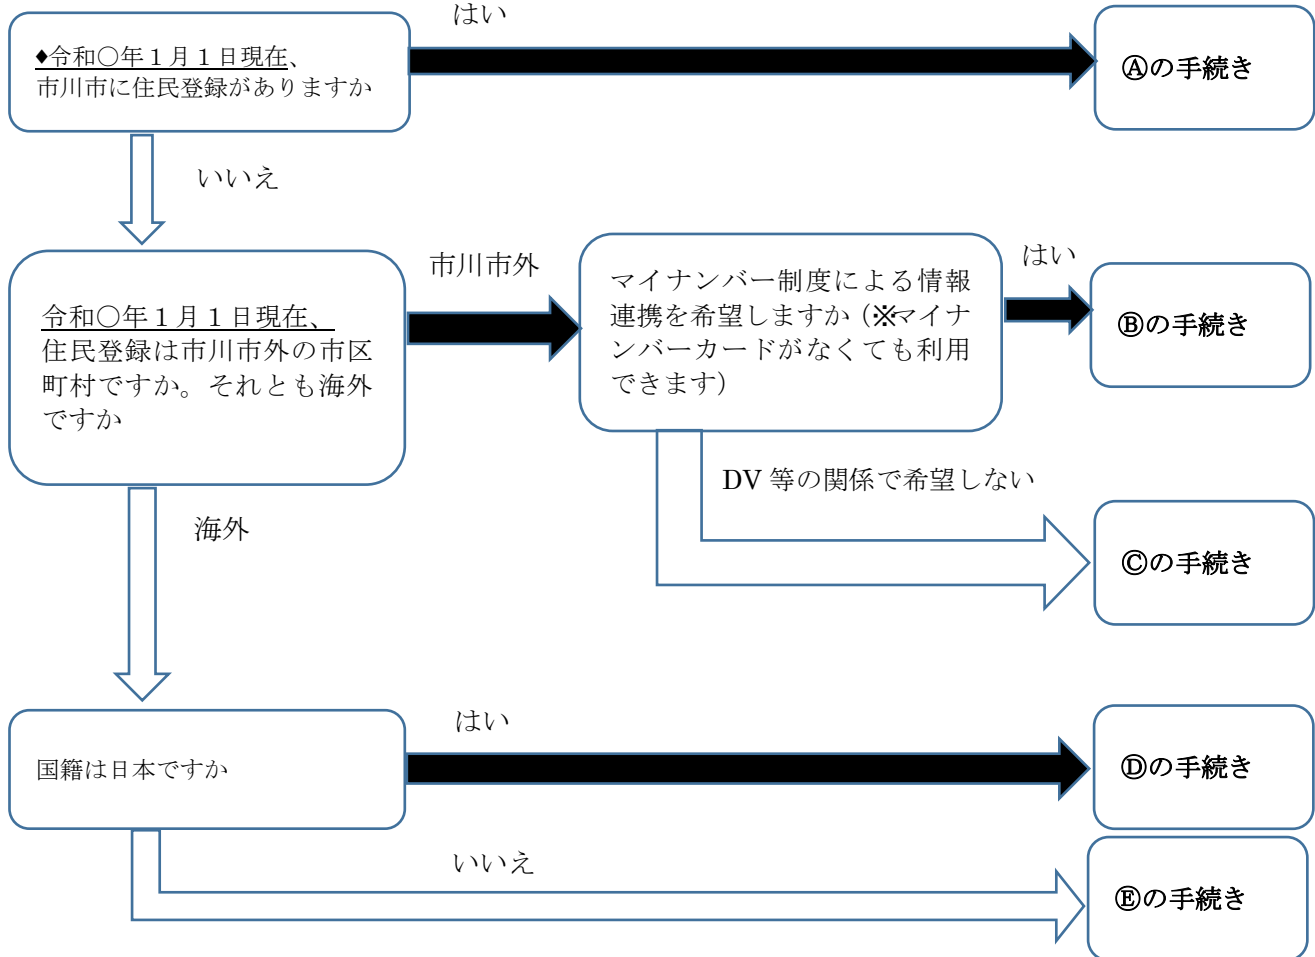 はい
♦令和〇年１月１日現在、
市川市に住民登録がありますか
Ⓐの手続き
いいえ
令和〇年１月１日現在、
住民登録は市川市外の市区
町村ですか。それとも海外
ですか
市川市外
マイナンバー制度による情報
連携を希望しますか（※マイナ
ンバーカードがなくても利用
できます）
はい
Ⓑの手続き
DV 等の関係で希望しない
Ⓒの手続き
海外
国籍は日本ですか
はい
Ⓓの手続き
いいえ
Ⓔの手続き